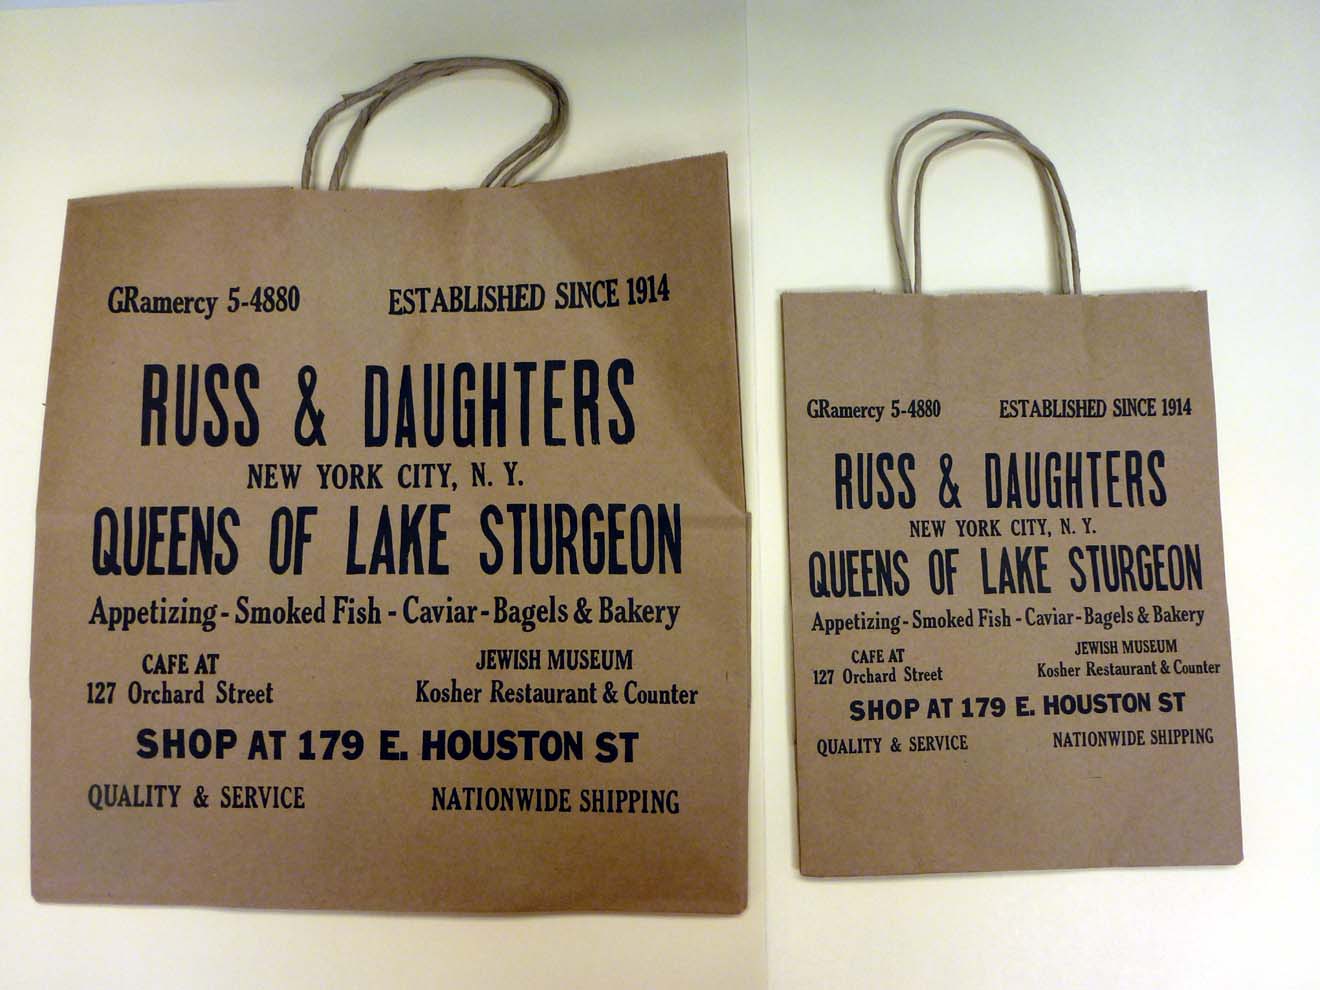 GRamercy 5-4880 ESTABLISHED SINCE 1914
RUSS & DAUGHTERS
NEW YORK CITY, N. Y.
QUEENS OF LAKE STURGEON
Appetizing - Smoked Fish - Caviar - Bagels & Bakery
CAFE AT JEWISH MUSEUM
127 Orchard Street Kosher Restaurant & Counter
SHOP AT 179 E. HOUSTON ST
QUALITY & SERVICE NATIONWIDE SHIPPING
GRamercy 5-4880 ESTABLISHED SINCE 1914
RUSS & DAUGHTERS
NEW YORK CITY, N. Y.
QUEENS OF LAKE STURGEON
Appetizing - Smoked Fish - Caviar - Bagels & Bakery
CAFE AT JEWISH MUSEUM
127 Orchard Street Kosher Restaurant & Counter
SHOP AT 179 E. HOUSTON ST
QUALITY & SERVICE NATIONWIDE SHIPPING